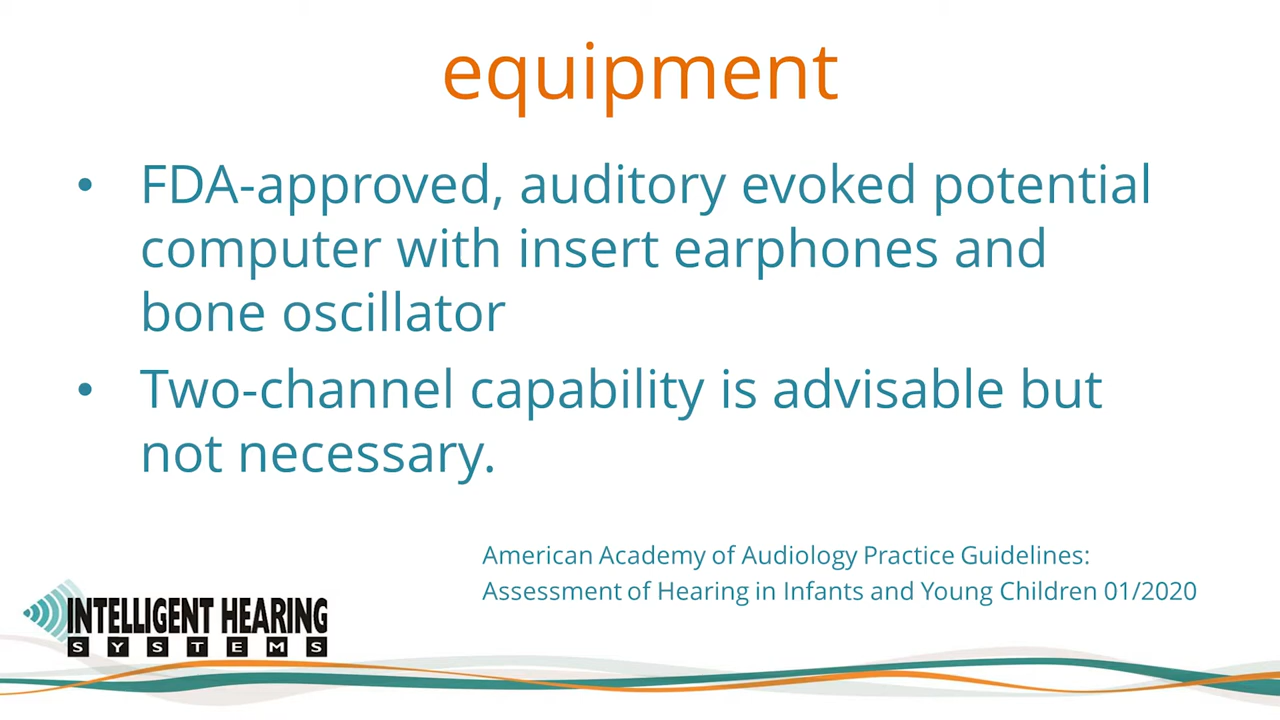 equipment
• FDA-approved, auditory evoked potential
computer with insert earphones and
bone oscillator
• Two-channel capability is advisable but
not necessary.
American Academy of Audiology Practice Guidelines:
Assessment of Hearing in Infants and Young Children 01/2020
INTELLIGENT HEARING
SYSTEMS